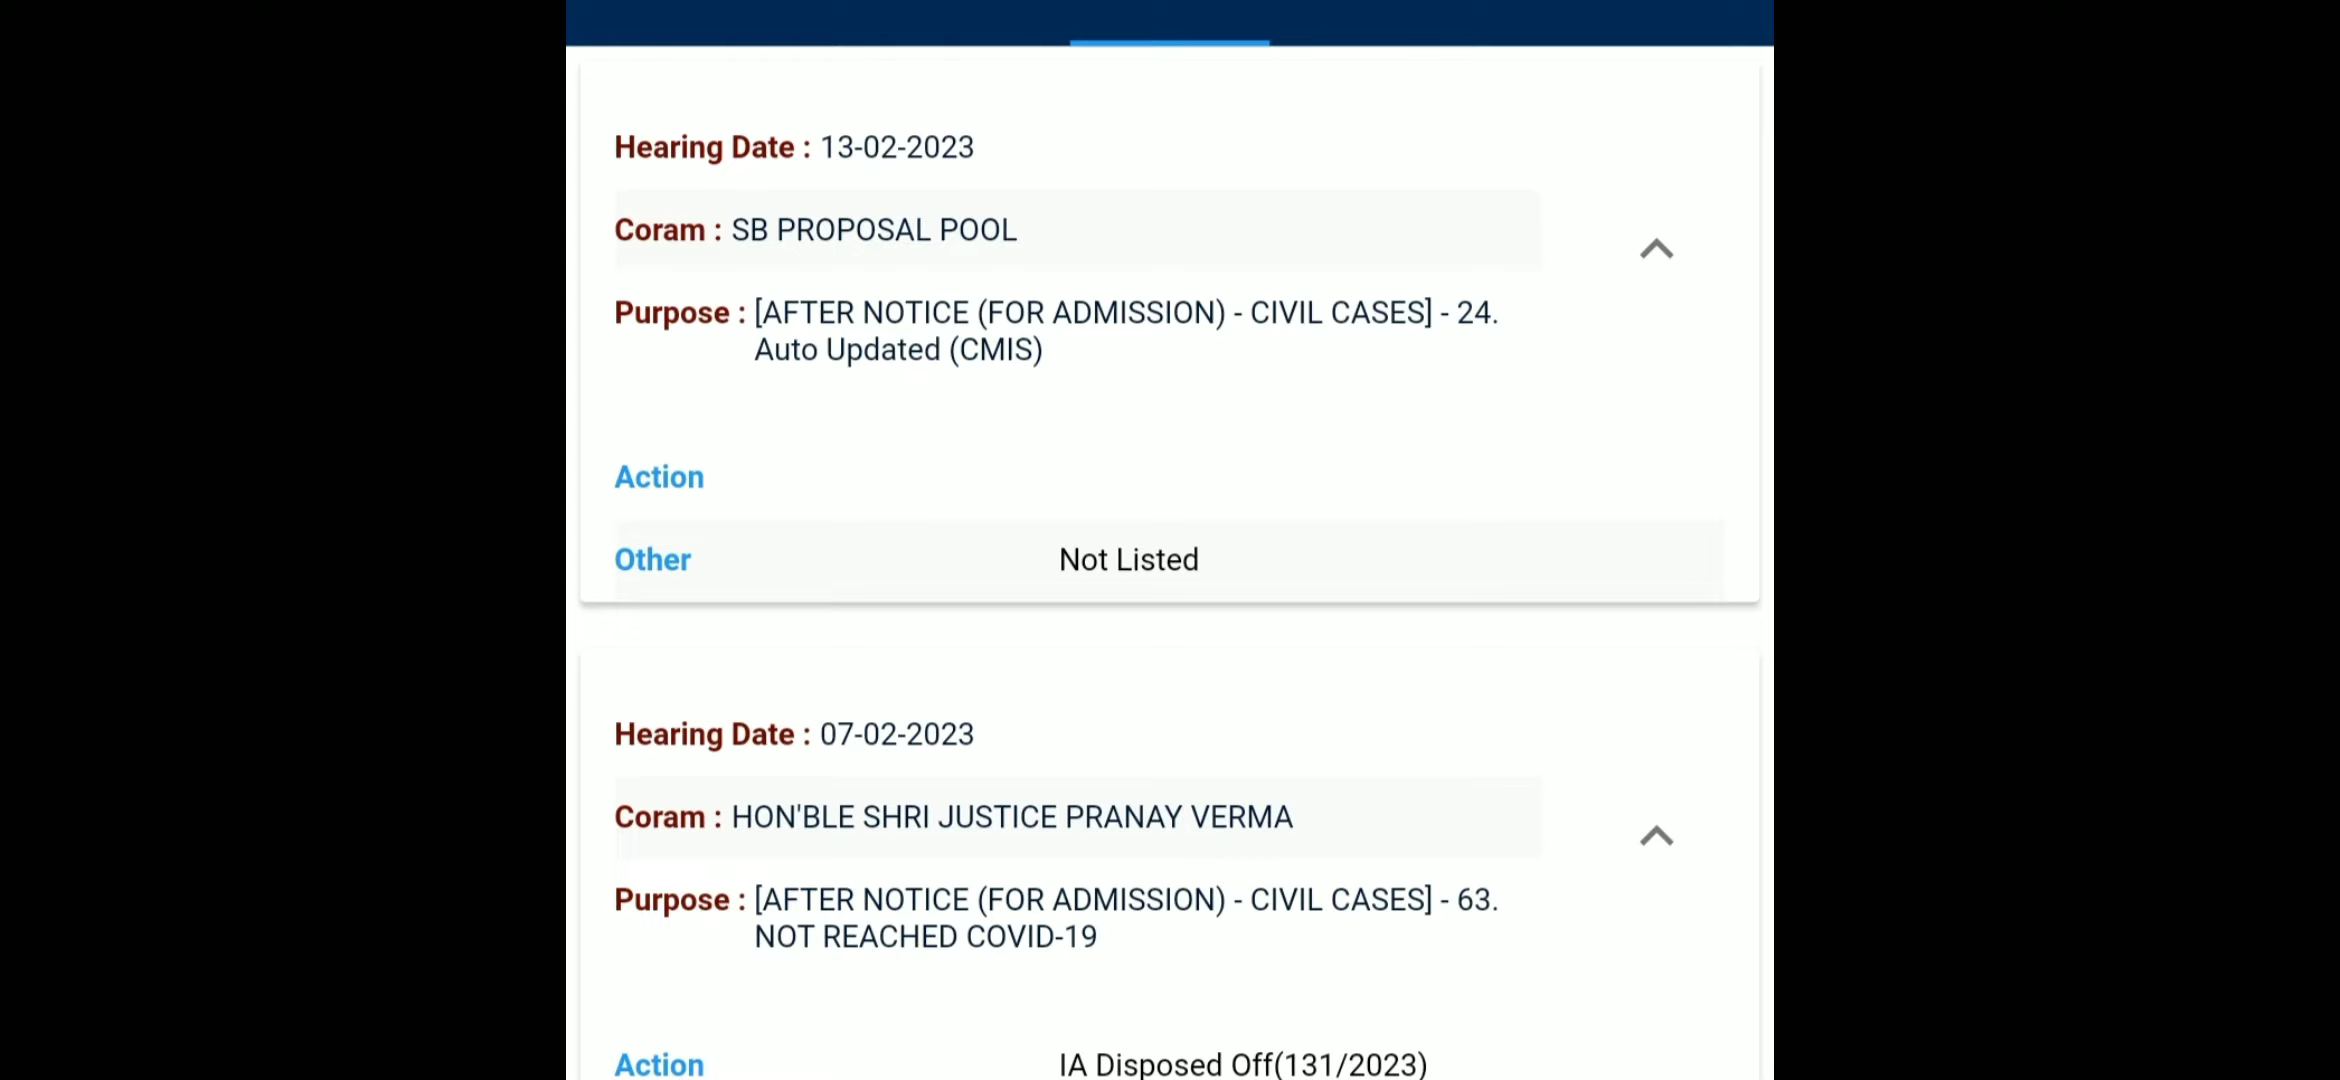 Hearing Date : 13-02-2023
Coram : SB PROPOSAL POOL
Purpose : [AFTER NOTICE (FOR ADMISSION) - CIVIL CASES] - 24.
Auto Updated (CMIS)
Action
Other Not Listed
Hearing Date : 07-02-2023
Coram : HON'BLE SHRI JUSTICE PRANAY VERMA
Purpose : [AFTER NOTICE (FOR ADMISSION) - CIVIL CASES] - 63.
NOT REACHED COVID-19
Action IA Disposed Off(131/2023)